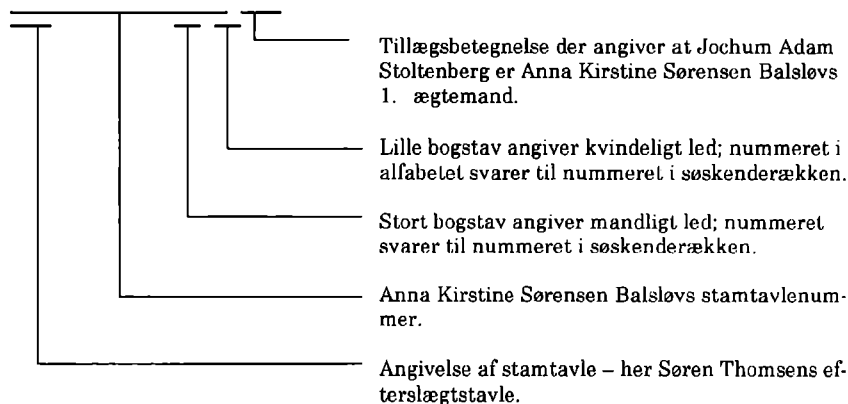 Tillægsbetegnelse der angiver at Jochum Adam
Stoltenberg er Anna Kirstine Sørensen Balsløvs
1. ægtemand.
Lille bogstav angiver kvindeligt led; nummeret i
alfabetet svarer til nummeret i søskenderækken.
Stort bogstav angiver mandligt led; nummeret
svarer til nummeret i søskenderækken.
Anna Kirstine Sørensen Balsløvs stamtavlenum-
mer.
Angivelse af stamtavle – her Søren Thomsens ef-
terslægtstavle.